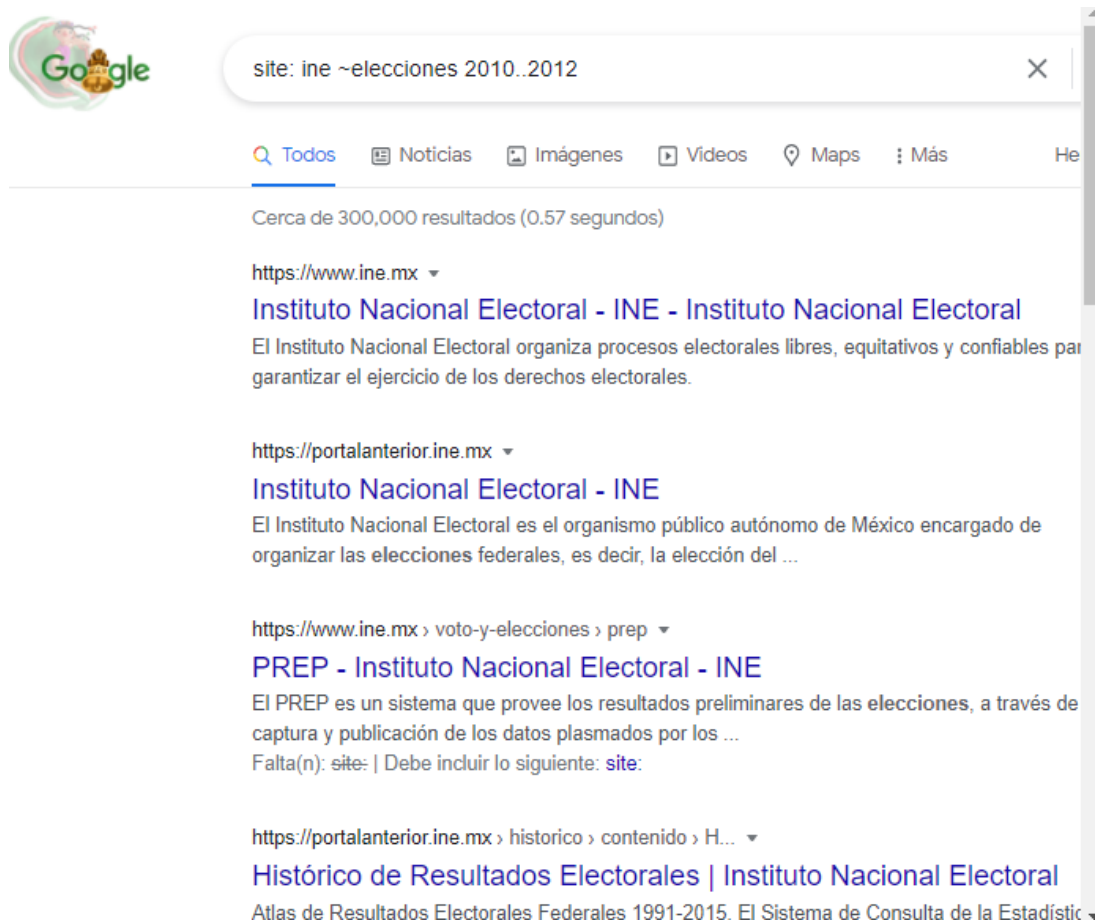 Google
site: ine ~elecciones 2010..2012
Todos Noticias Imágenes Videos Maps Más He
Cerca de 300,000 resultados (0.57 segundos)
https://www.ine.mx
Instituto Nacional Electoral - INE - Instituto Nacional Electoral
El Instituto Nacional Electoral organiza procesos electorales libres, equitativos y confiables par
garantizar el ejercicio de los derechos electorales.
https://portalanterior.ine.mx
Instituto Nacional Electoral - INE
El Instituto Nacional Electoral es el organismo público autónomo de México encargado de
organizar las elecciones federales, es decir, la elección del ...
https://www.ine.mx › voto-y-elecciones › prep
PREP - Instituto Nacional Electoral - INE
El PREP es un sistema que provee los resultados preliminares de las elecciones, a través de
captura y publicación de los datos plasmados por los ...
Falta(n): site: | Debe incluir lo siguiente: site:
https://portalanterior.ine.mx › historico › contenido › H...
Histórico de Resultados Electorales | Instituto Nacional Electoral
Atlas de Resultados Electorales Federales 1991-2015. El Sistema de Consulta de la Estadístic